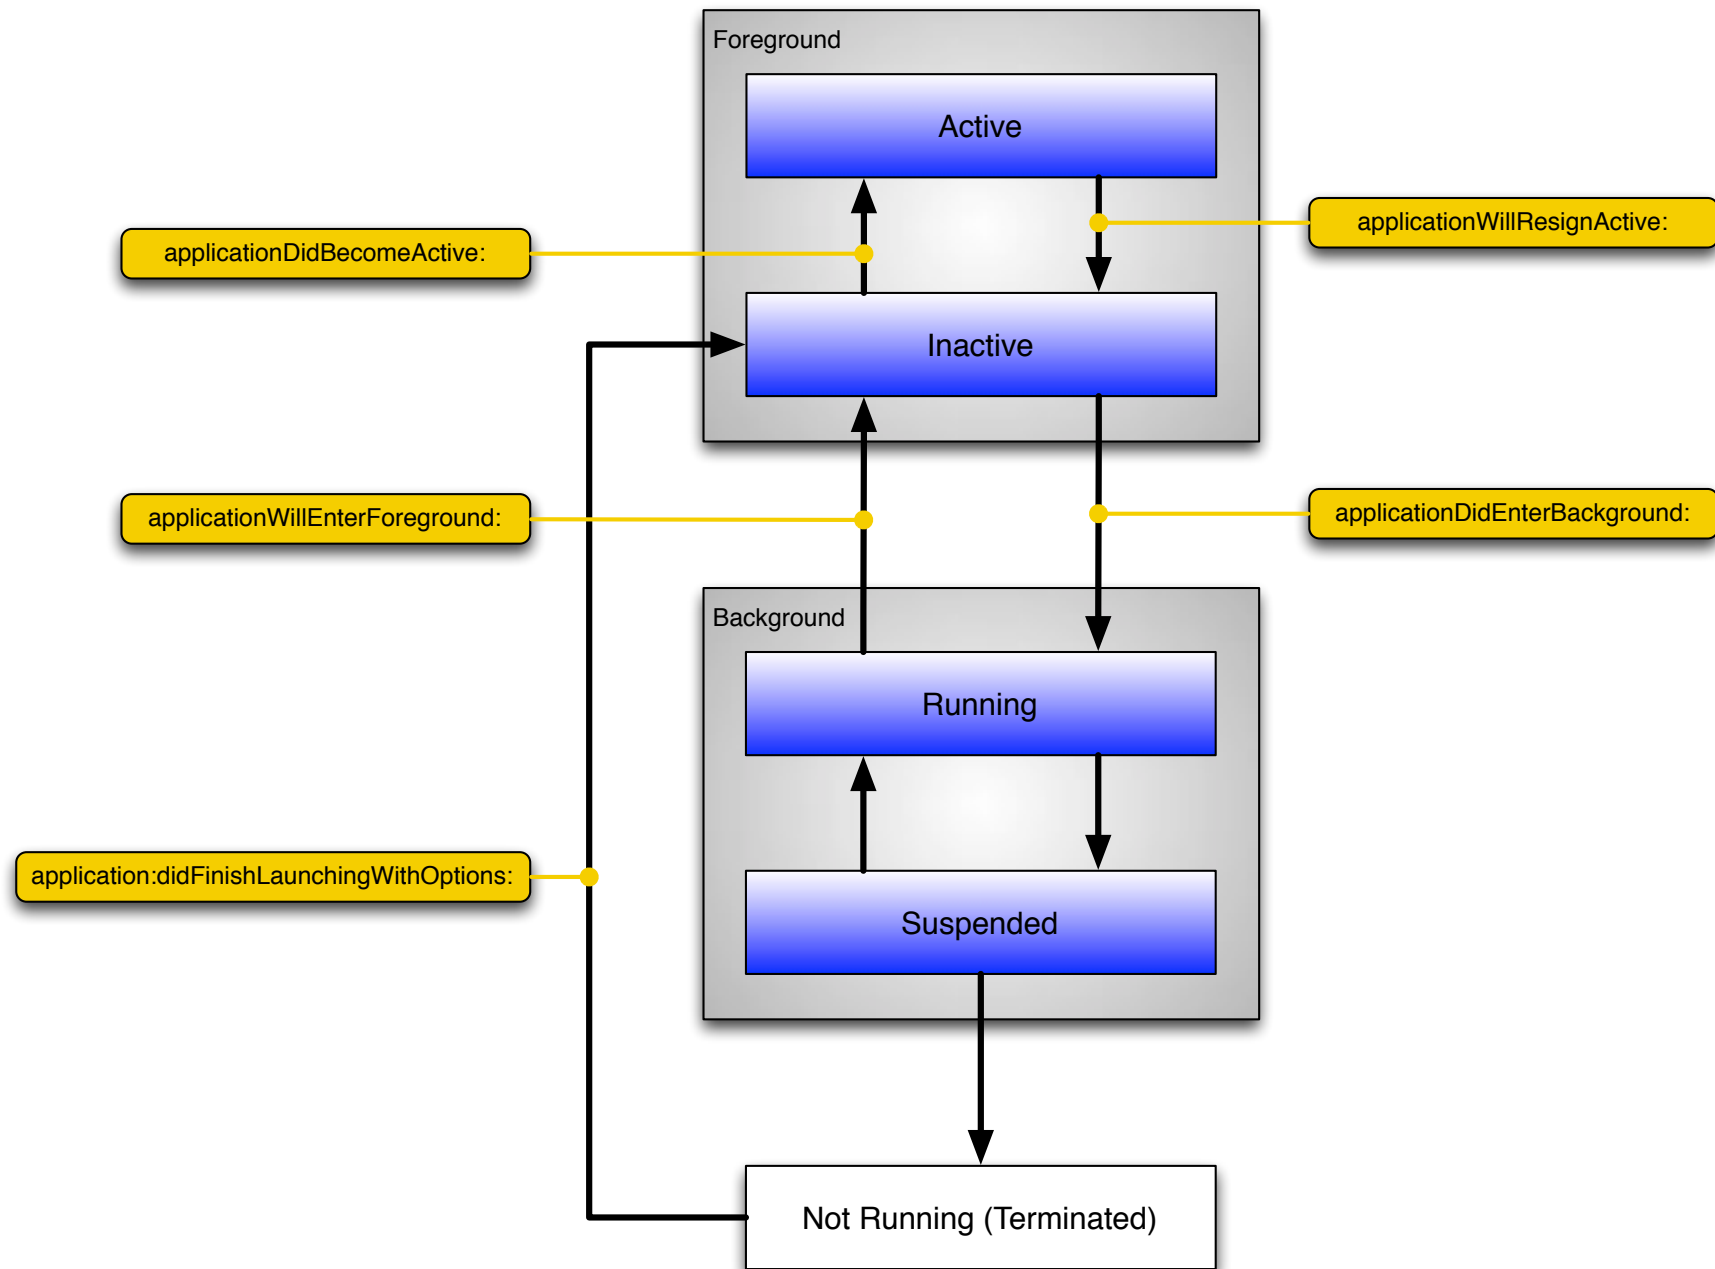 Foreground
Active
applicationWillResignActive:
applicationDidBecomeActive:
Inactive
applicationWillEnterForeground:
applicationDidEnterBackground:
Background
Running
application:didFinishLaunchingWithOptions:
Suspended
Not Running (Terminated)